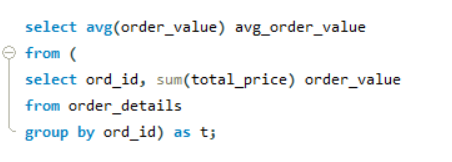 select avg(order_value) avg_order_value
from (
select ord_id, sum(total_price) order_value
from order_details
group by ord_id) as t;